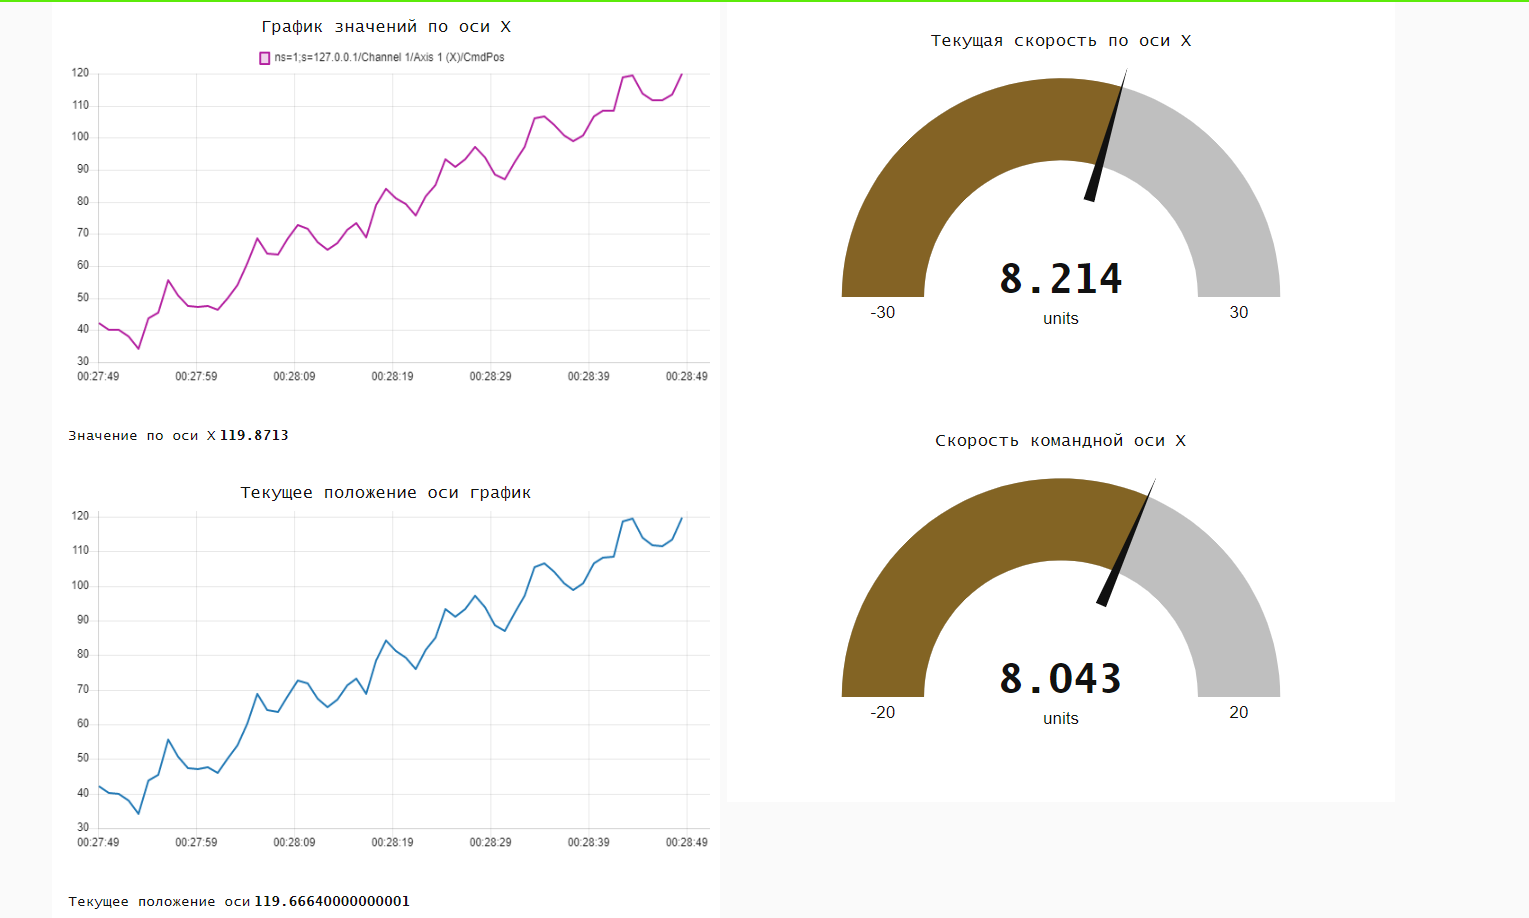 График значений по оси X
ns=1;s=127.0.0.1/Channel 1/Axis 1 (X)/CmdPos
120
110
100
90
80
70
60
50
40
30
00:27:49 00:27:59 00:28:09 00:28:19 00:28:29 00:28:39 00:28:49
Значение по оси X 119.8713
Текущее положение оси график
120
110
100
90
80
70
60
50
40
30
00:27:49 00:27:59 00:28:09 00:28:19 00:28:29 00:28:39 00:28:49
Текущее положение оси 119.66640000000001
Текущая скорость по оси X
8.214
-30 units 30
Скорость командной оси X
8.043
-20 units 20